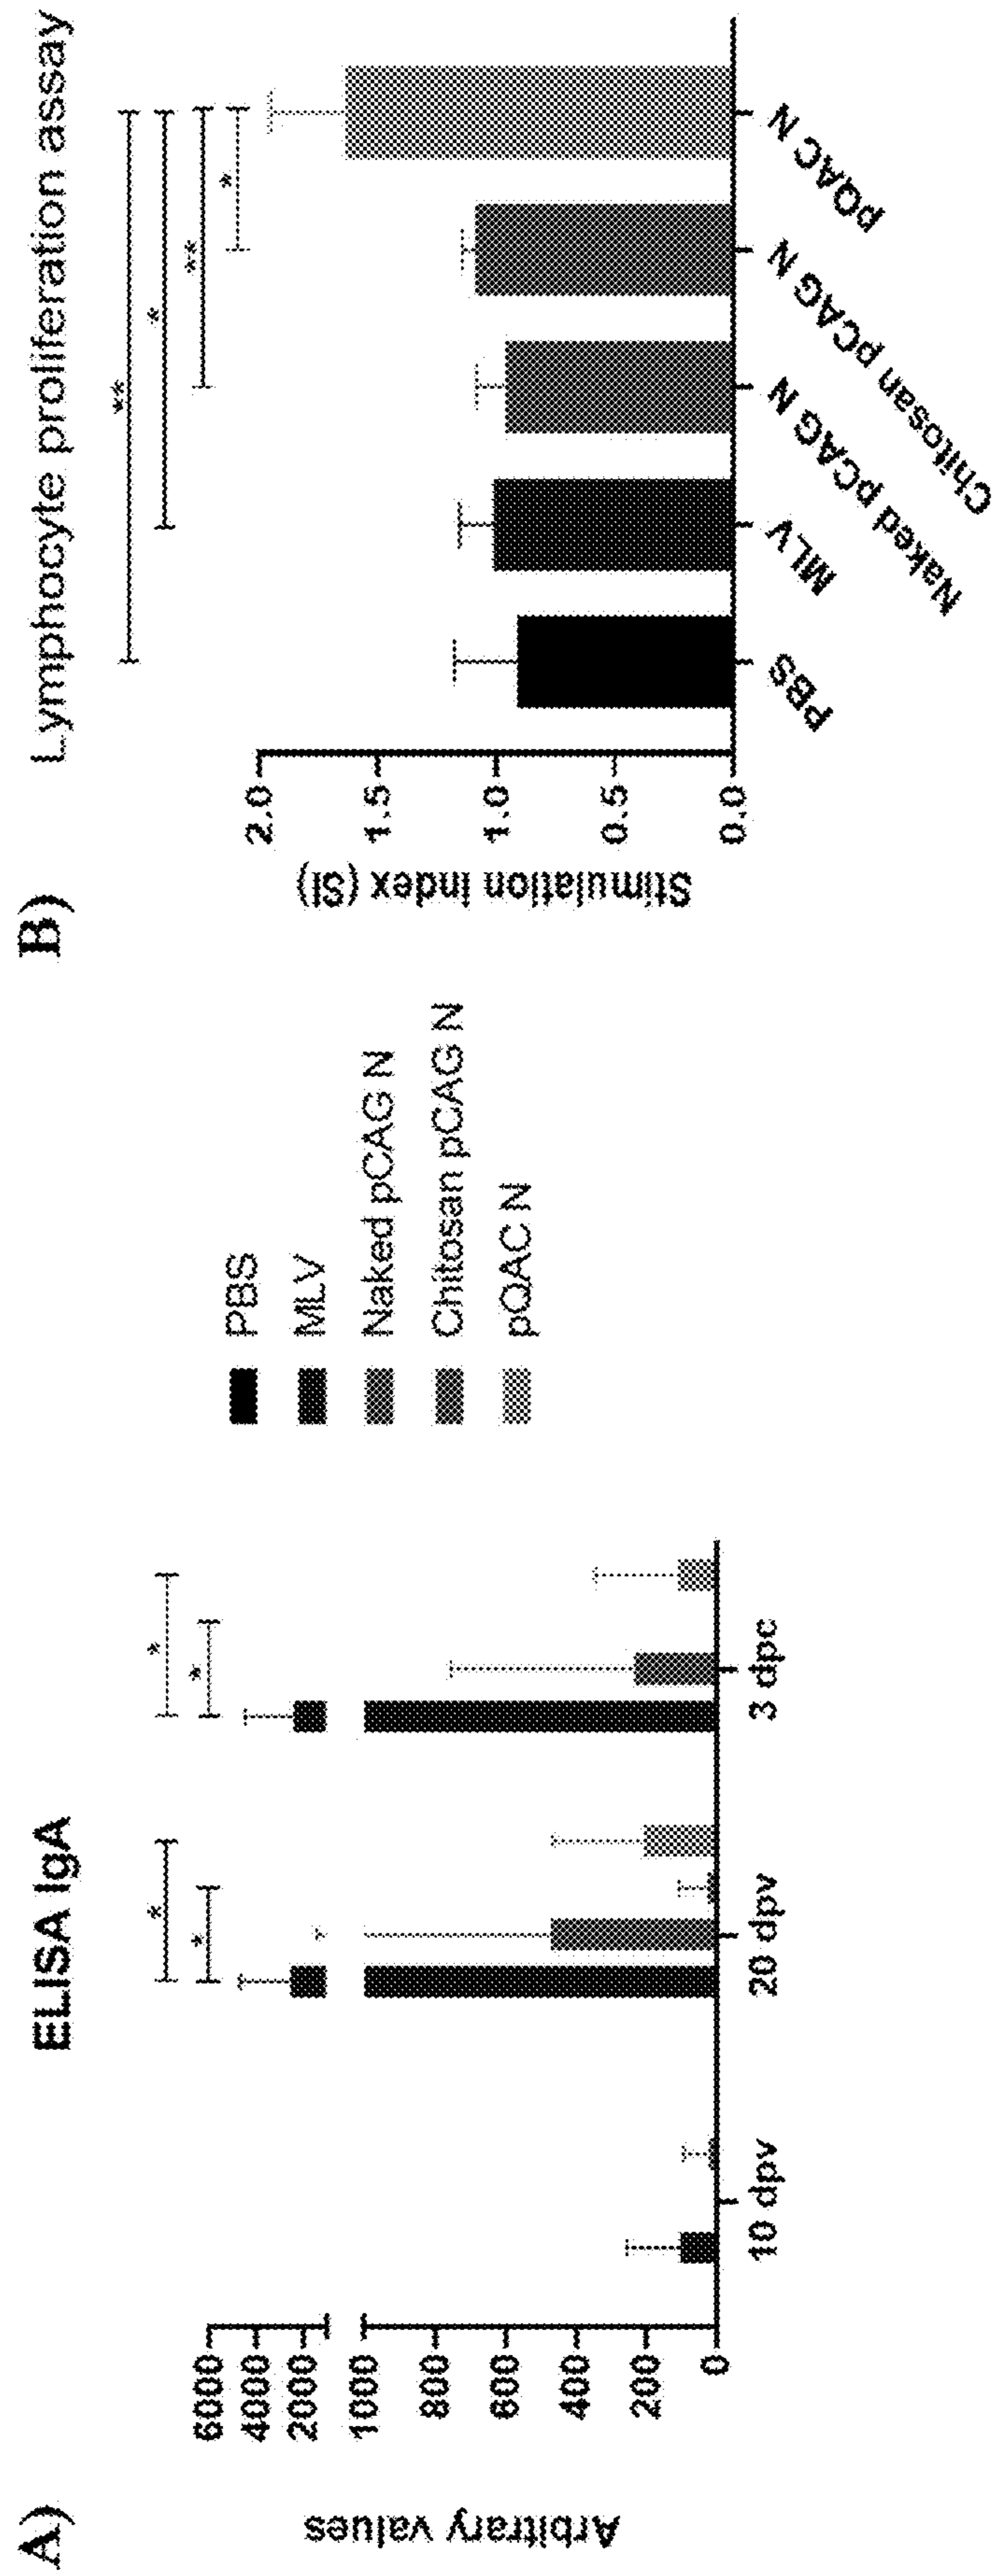 A)
ELISA IgA
Arbitrary values
6000
4000
2000
1000
800
600
400
200
0
10 dpv
20 dpv
3 dpc
*
*
*
*
PBS
MLV
Naked pCAG N
Chitosan pCAG N
pQAC N
B)
Lymphocyte proliferation assay
Stimulation index (SI)
2.0
1.5
1.0
0.5
0.0
**
*
**
*
PBS
MLV
Naked pCAG N
Chitosan pCAG N
pQAC N